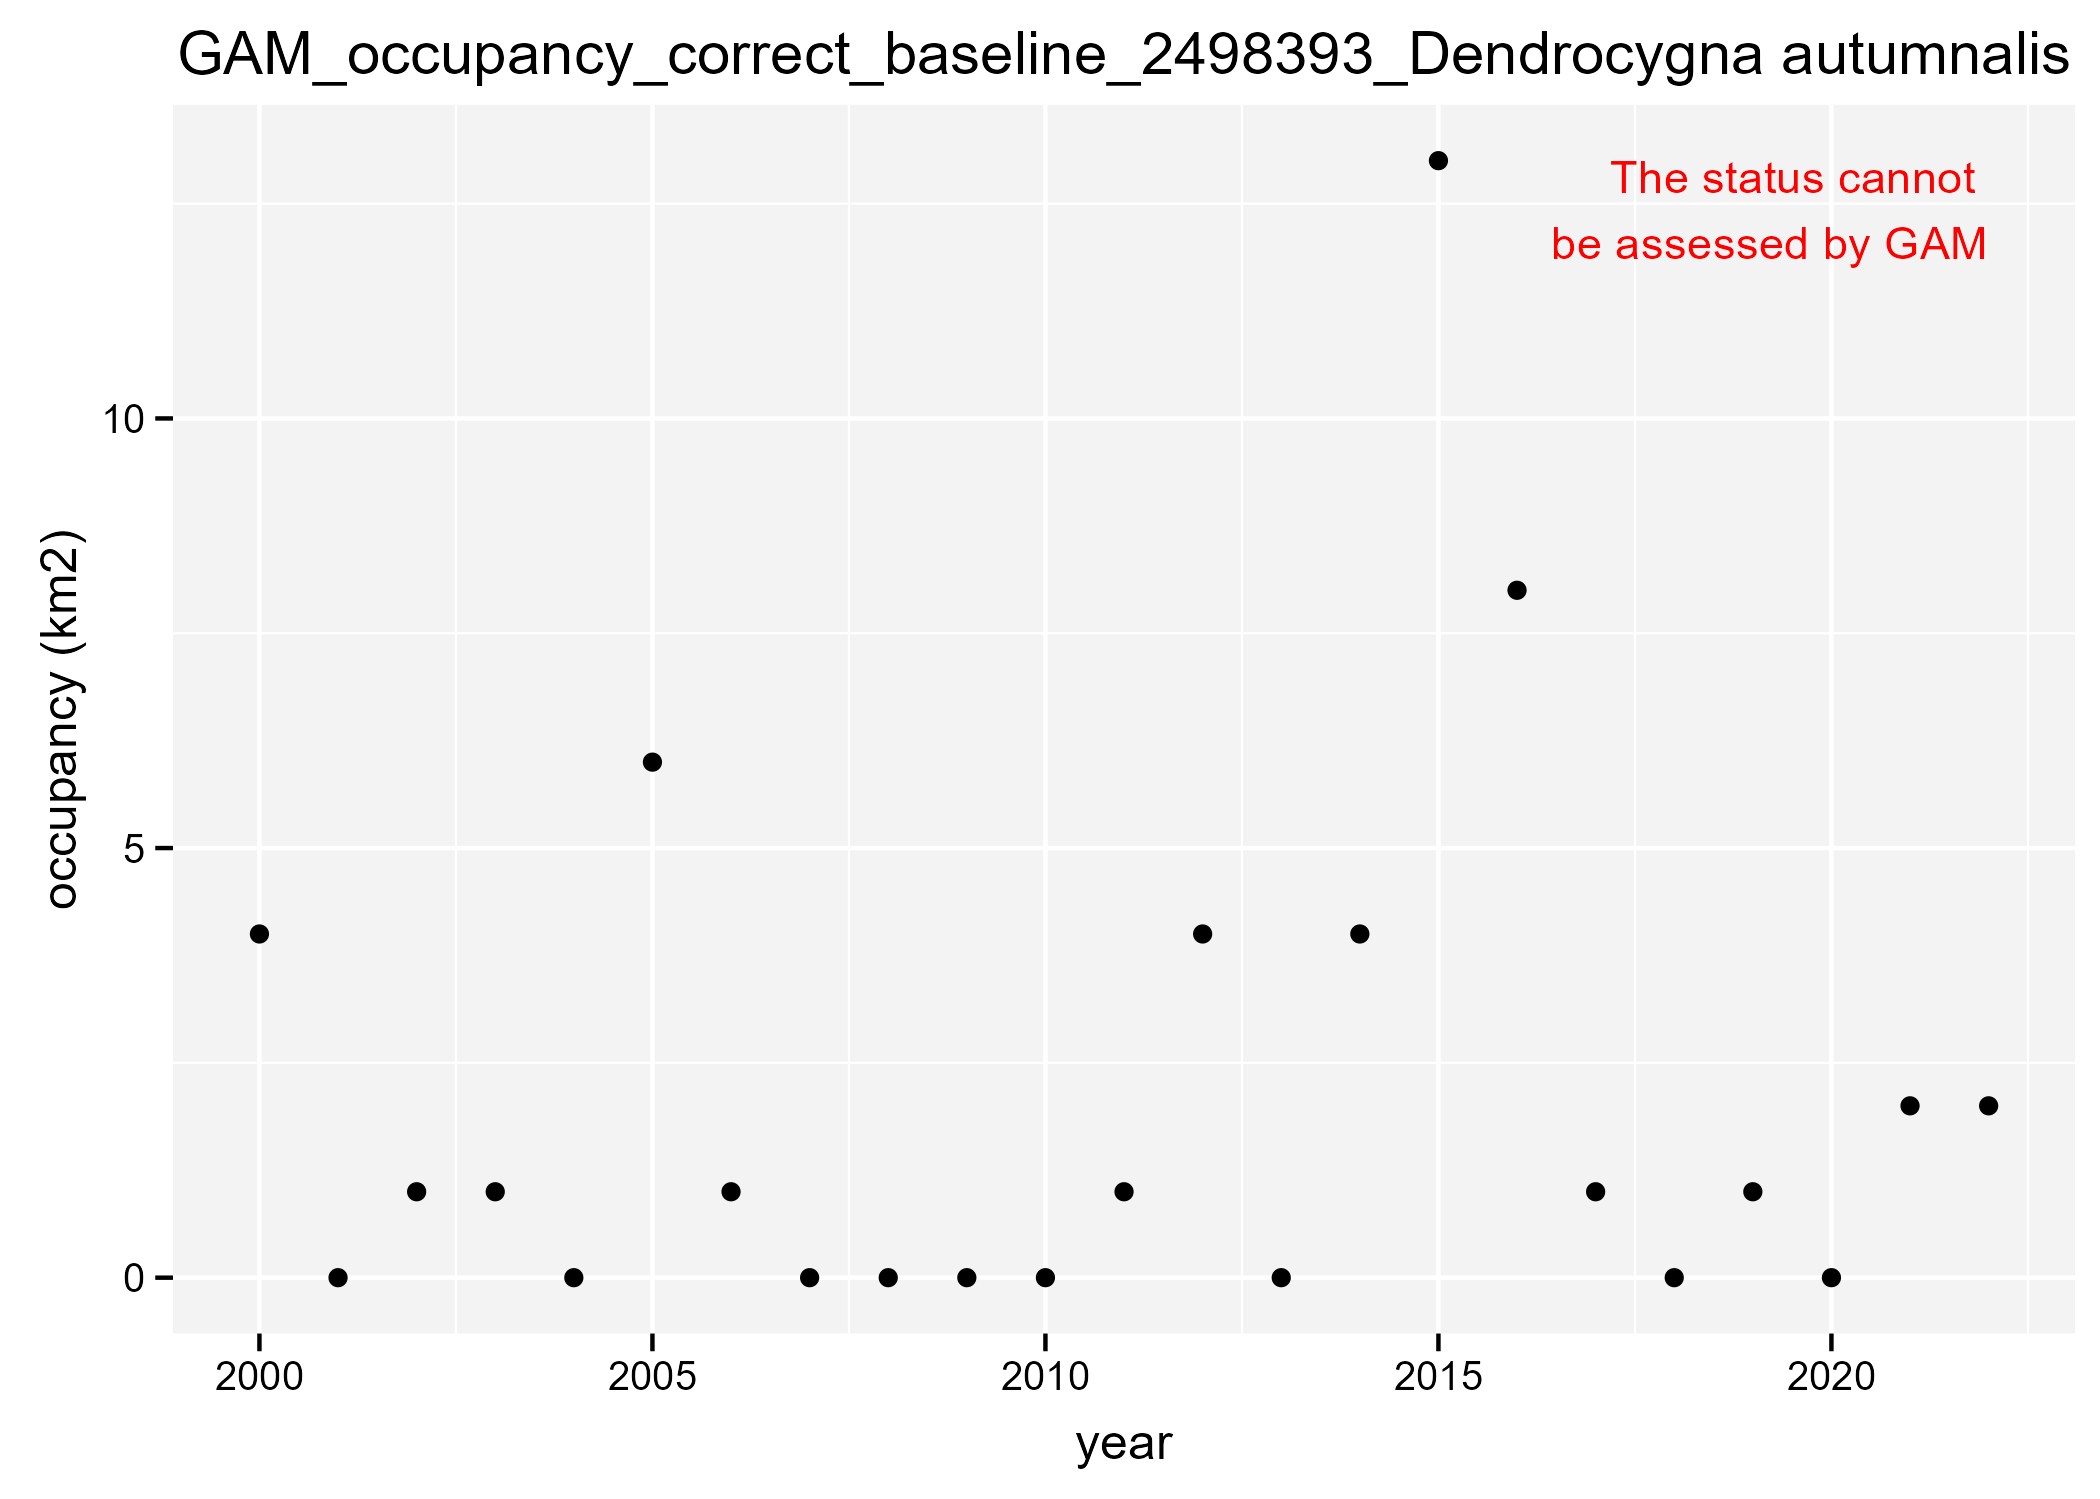 GAM_occupancy_correct_baseline_2498393_Dendrocygna autumnalis
The status cannot
be assessed by GAM
10
5
0
occupancy (km2)
2000 2005 2010 2015 2020
year